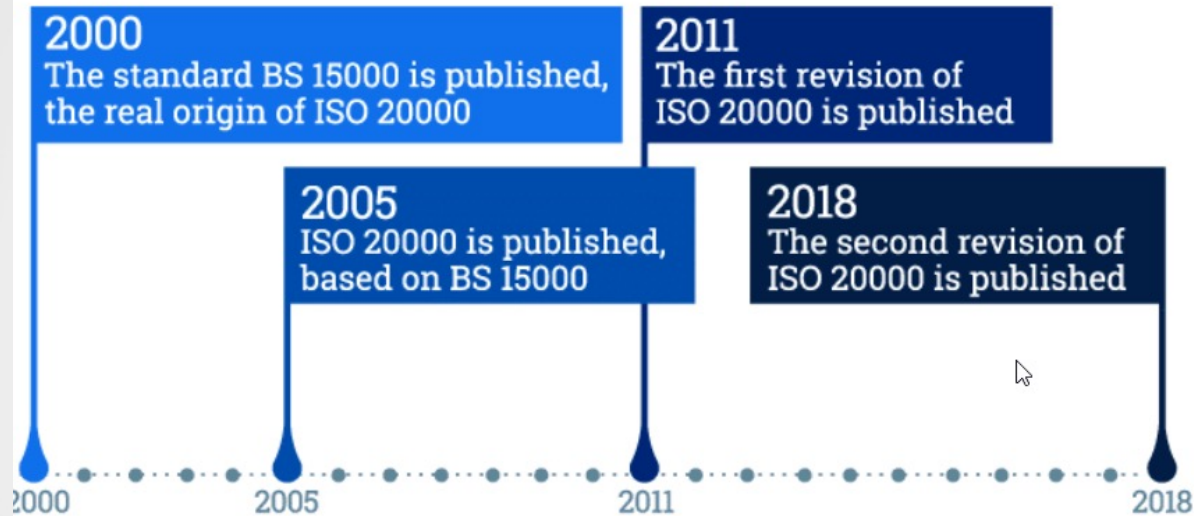 2000
The standard BS 15000 is published,
the real origin of ISO 20000
2011
The first revision of
ISO 20000 is published
2005
ISO 20000 is published,
based on BS 15000
2018
The second revision of
ISO 20000 is published
2000
2005
2011
2018